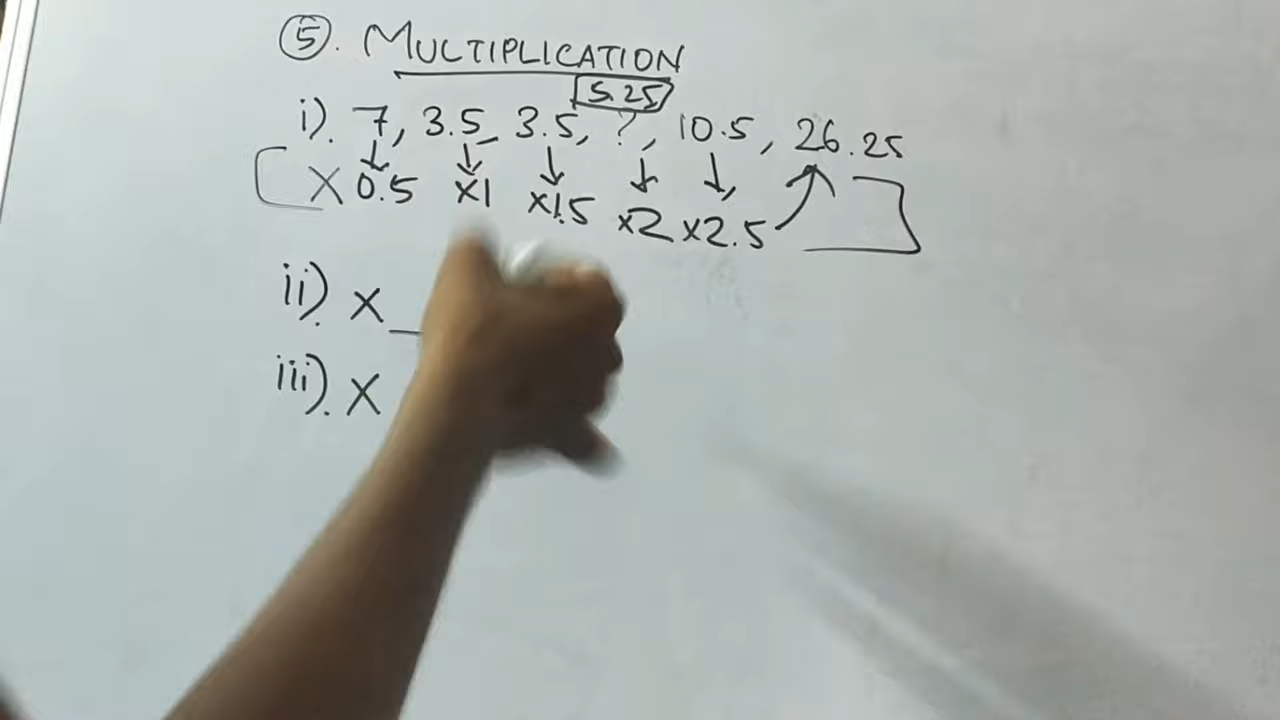 ⑤. MULTIPLICATION
5.25
i). 7, 3.5, 3.5, ?, 10.5, 26.25
×0.5 ×1 ×1.5 ×2 ×2.5
ii). ×_
iii). ×